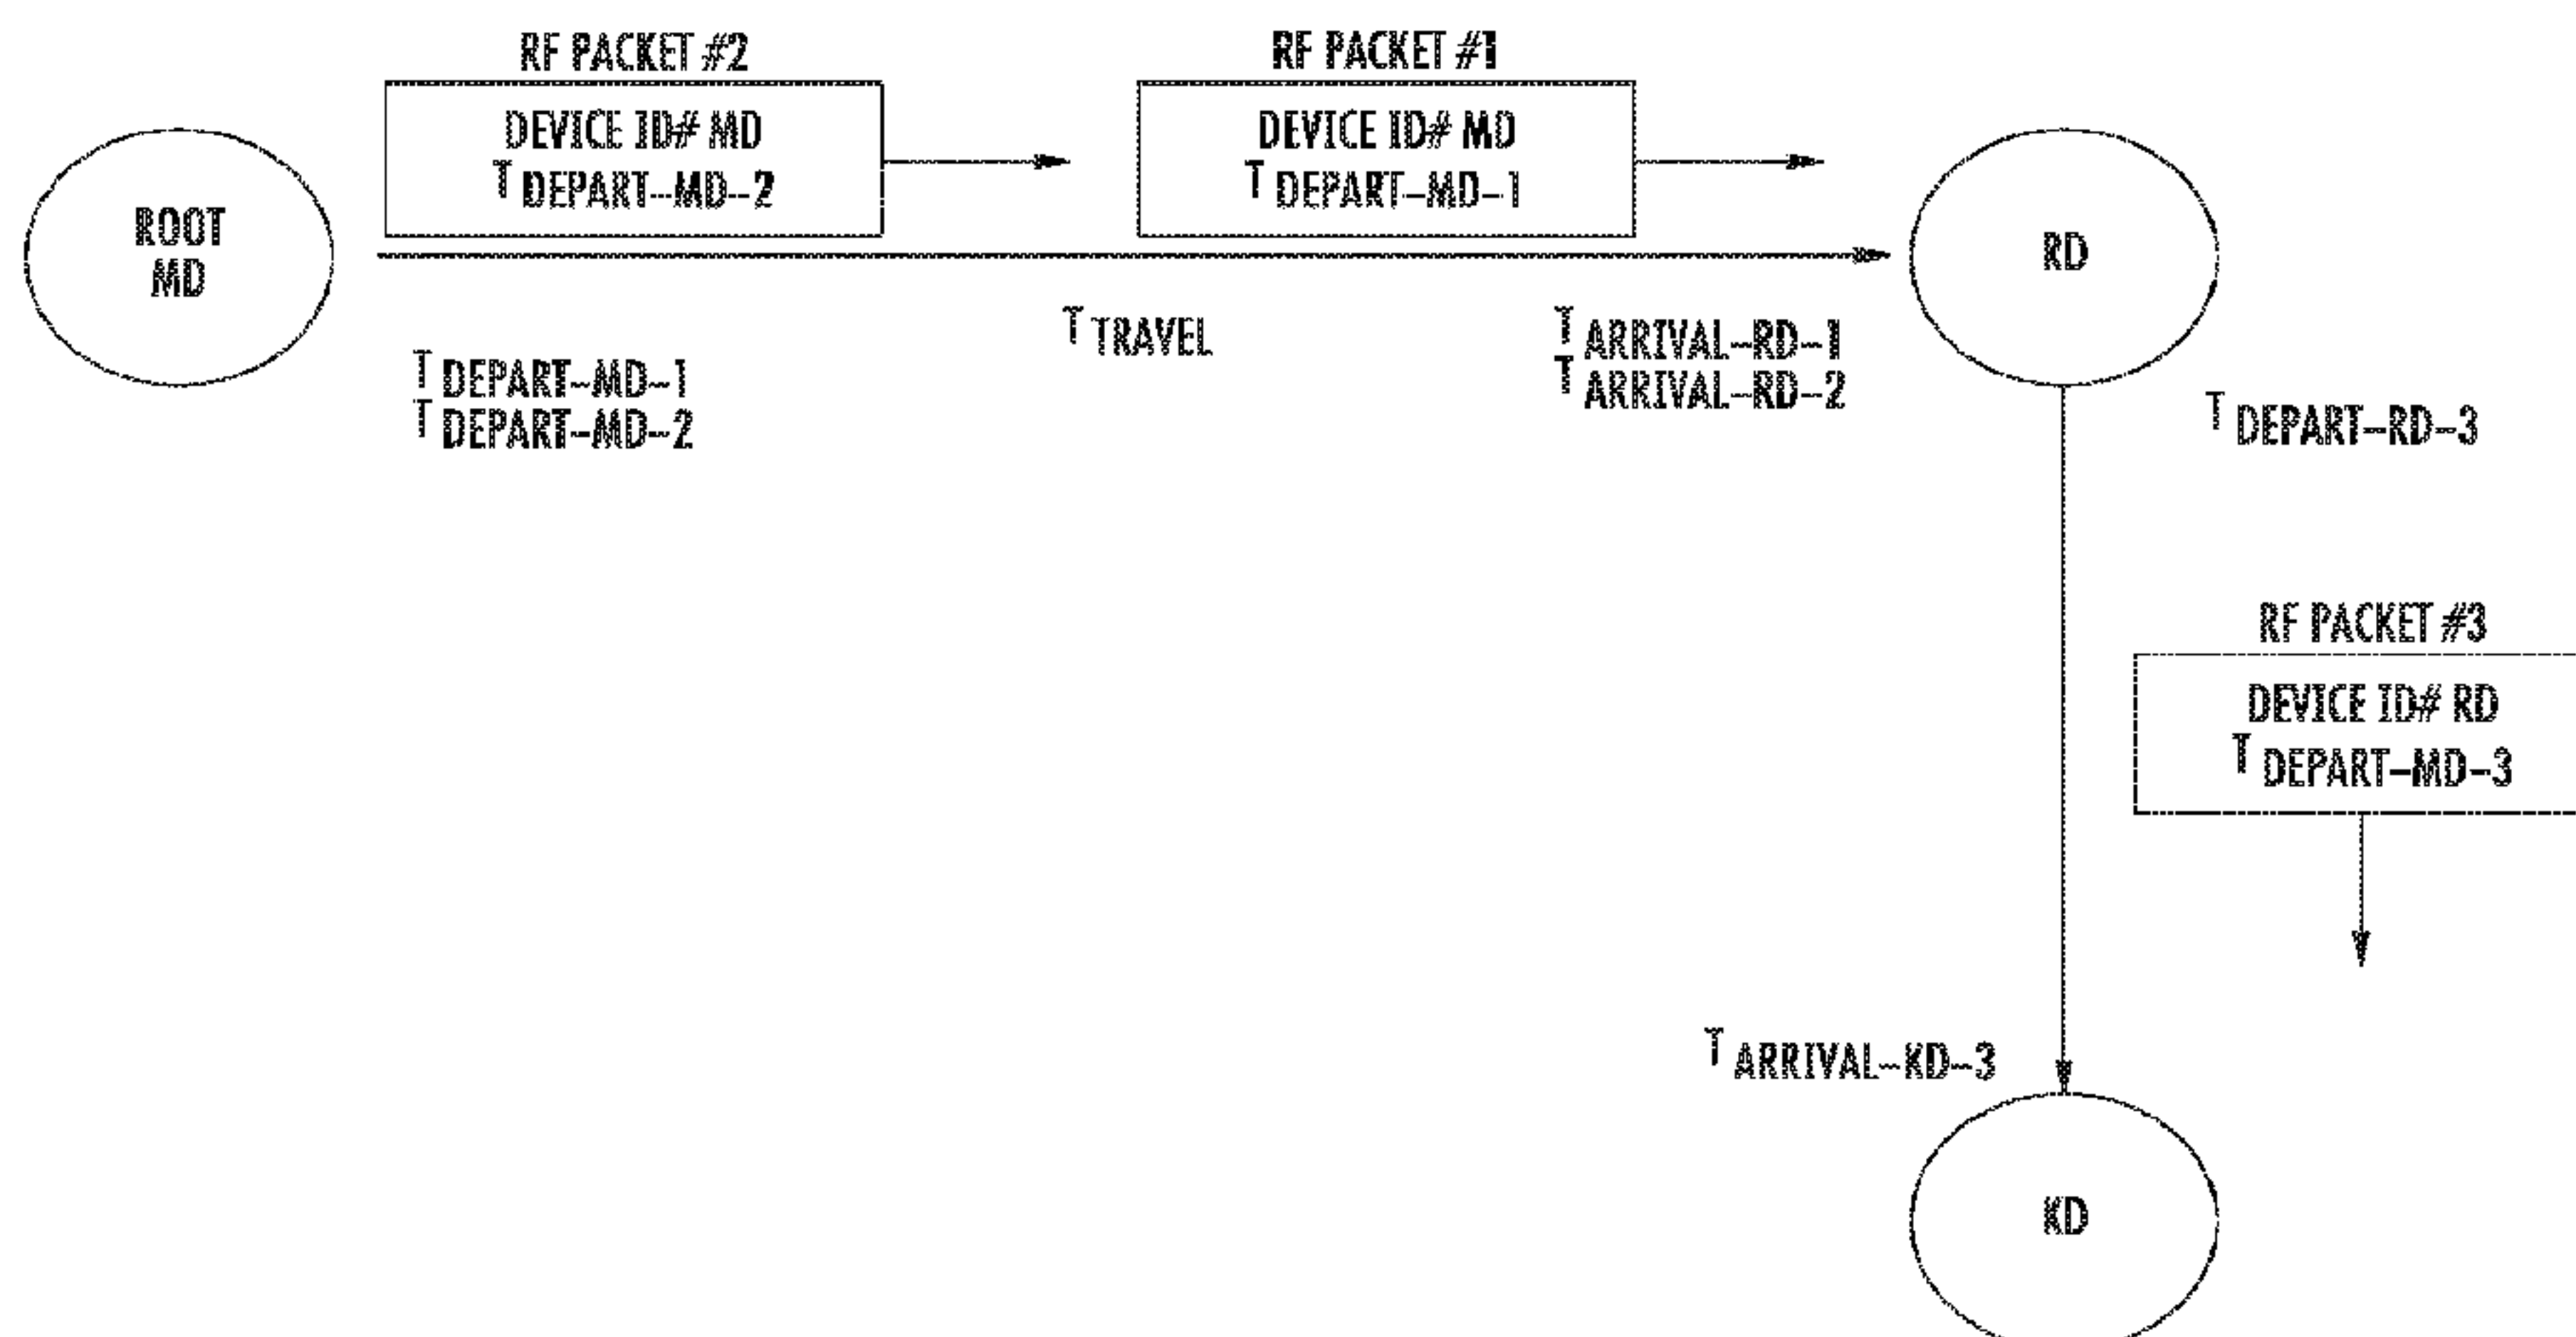 RF PACKET #2
DEVICE ID# MD
T DEPART-MD-2
RF PACKET #1
DEVICE ID# MD
T DEPART-MD-1
ROOT
MD
RD
T TRAVEL
T ARRIVAL-RD-1
T ARRIVAL-RD-2
T DEPART-MD-1
T DEPART-MD-2
T DEPART-RD-3
RF PACKET #3
DEVICE ID# RD
T DEPART-MD-3
T ARRIVAL-KD-3
KD